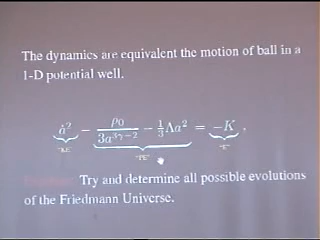 The dynamics are equivalent the motion of ball in a
1-D potential well.
ȧ² − ρ₀/3a^{3γ−2} − ⅓Λa² = −K ,
"KE" "PE" "E"
Try and determine all possible evolutions
of the Friedmann Universe.